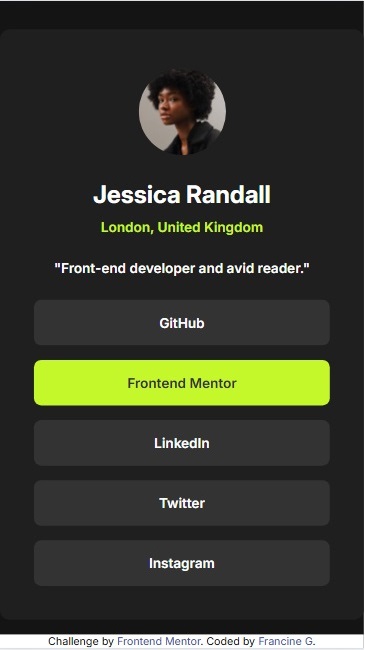 Jessica Randall
London, United Kingdom
"Front-end developer and avid reader."
GitHub
Frontend Mentor
LinkedIn
Twitter
Instagram
Challenge by Frontend Mentor. Coded by Francine G.